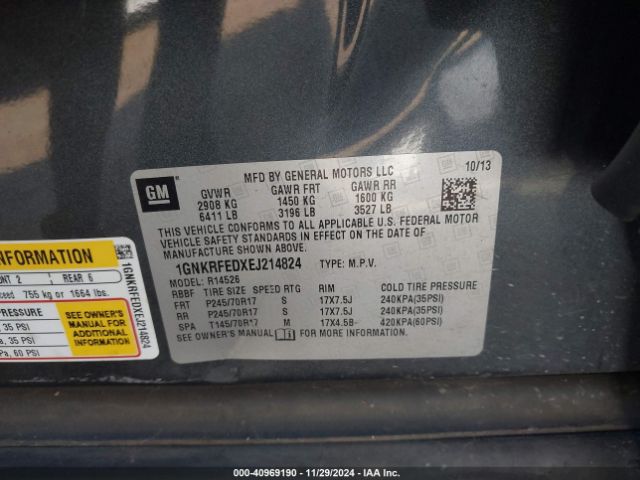 MFD BY GENERAL MOTORS LLC 10/13
GM
GVWR GAWR FRT GAWR RR
2908 KG 1450 KG 1600 KG
6411 LB 3196 LB 3527 LB
THIS VEHICLE CONFORMS TO ALL APPLICABLE U.S. FEDERAL MOTOR
VEHICLE SAFETY STANDARDS IN EFFECT ON THE DATE OF
MANUFACTURE SHOWN ABOVE.
1GNKRFEDXEJ214824 TYPE: M.P.V.
MODEL: R14526
RBBF TIRE SIZE SPEED RTG RIM COLD TIRE PRESSURE
FRT P245/70R17 S 17X7.5J 240KPA(35PSI)
RR P245/70R17 S 17X7.5J 240KPA(35PSI)
SPA T145/70R17 M 17X4.5B 420KPA(60PSI)
SEE OWNER'S MANUAL FOR MORE INFORMATION.
INFORMATION
2 REAR 6
755 kg or 1664 lbs.
PRESSURE
35 PSI
35 PSI
60 PSI
SEE OWNER'S
MANUAL FOR
ADDITIONAL
INFORMATION
1GNKRFEDXEJ214824
000-40969190 - 11/29/2024 - IAA Inc.